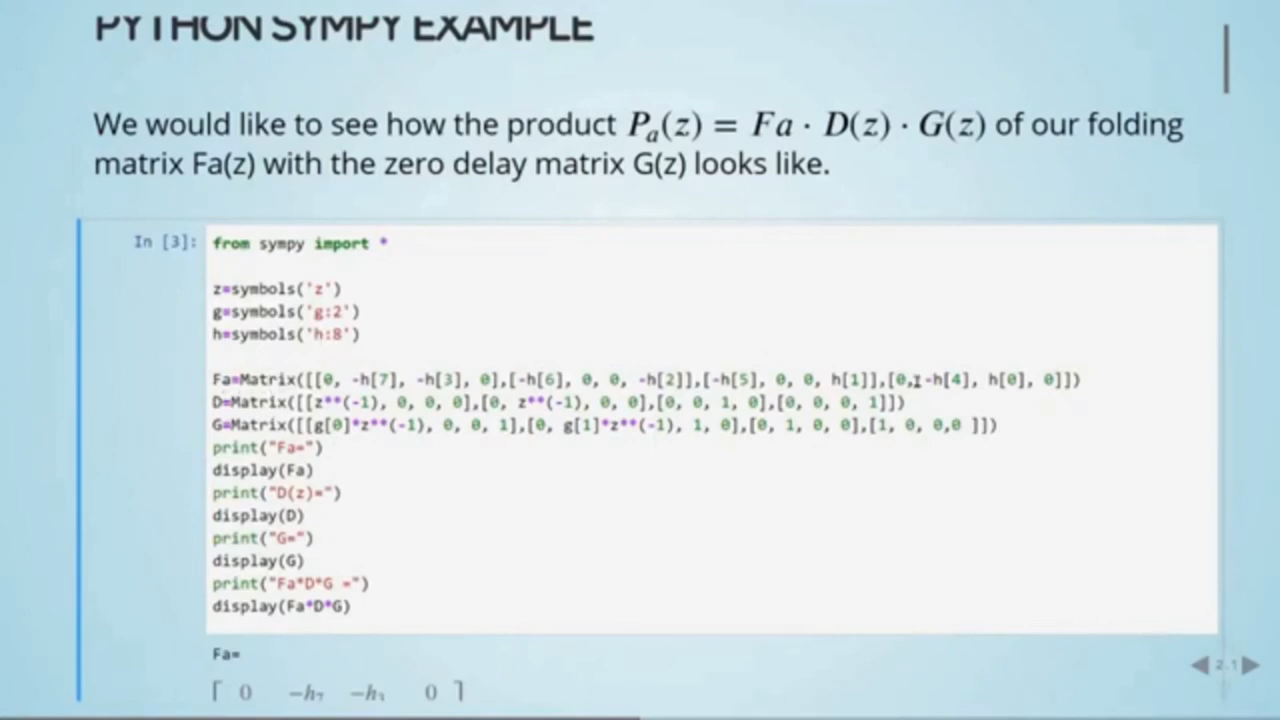 PYTHON SYMPY EXAMPLE
We would like to see how the product Pₐ(z) = Fa · D(z) · G(z) of our folding
matrix Fa(z) with the zero delay matrix G(z) looks like.
In [3]: from sympy import *
z=symbols('z')
g=symbols('g:2')
h=symbols('h:8')
Fa=Matrix([[0, -h[7], -h[3], 0],[-h[6], 0, 0, -h[2]],[-h[5], 0, 0, h[1]],[0,-h[4], h[0], 0]])
D=Matrix([[z**(-1), 0, 0, 0],[0, z**(-1), 0, 0],[0, 0, 1, 0],[0, 0, 0, 1]])
G=Matrix([[g[0]*z**(-1), 0, 0, 1],[0, g[1]*z**(-1), 1, 0],[0, 1, 0, 0],[1, 0, 0,0 ]])
print("Fa=")
display(Fa)
print("D(z)=")
display(D)
print("G=")
display(G)
print("Fa*D*G =")
display(Fa*D*G)
Fa=
0 −h₇ −h₃ 0
2.1